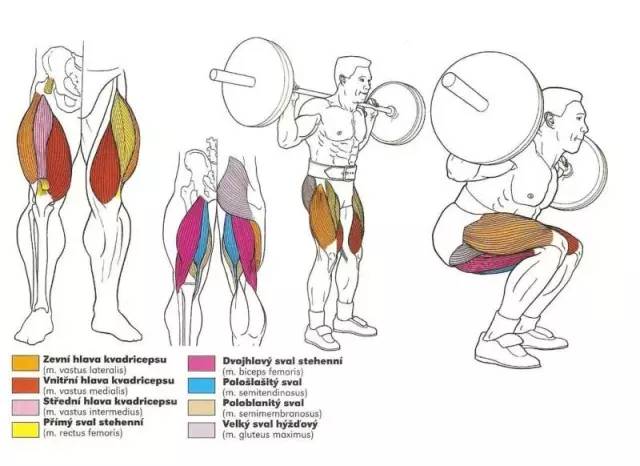 Zevní hlava kvadricepsu
(m. vastus lateralis)
Vnitřní hlava kvadricepsu
(m. vastus medialis)
Střední hlava kvadricepsu
(m. vastus intermedius)
Přímý sval stehenní
(m. rectus femoris)
Dvojhlavý sval stehenní
(m. biceps femoris)
Pološlašitý sval
(m. semitendinosus)
Poloblanitý sval
(m. semimembranosus)
Velký sval hýžďový
(m. gluteus maximus)